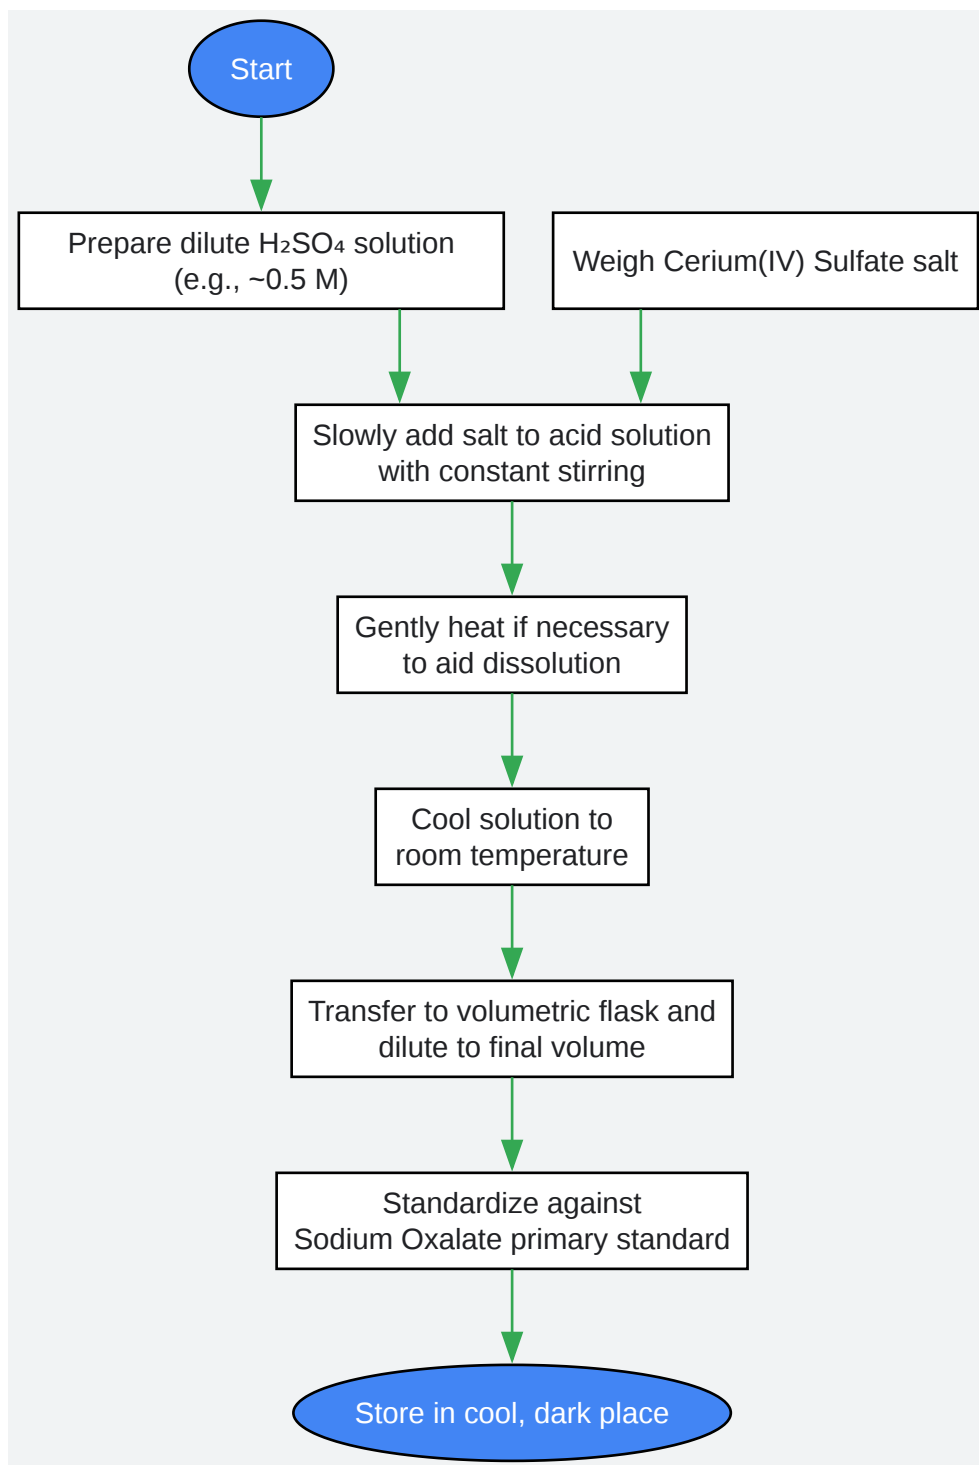 Start
Prepare dilute H₂SO₄ solution
(e.g., ~0.5 M)
Weigh Cerium(IV) Sulfate salt
Slowly add salt to acid solution
with constant stirring
Gently heat if necessary
to aid dissolution
Cool solution to
room temperature
Transfer to volumetric flask and
dilute to final volume
Standardize against
Sodium Oxalate primary standard
Store in cool, dark place